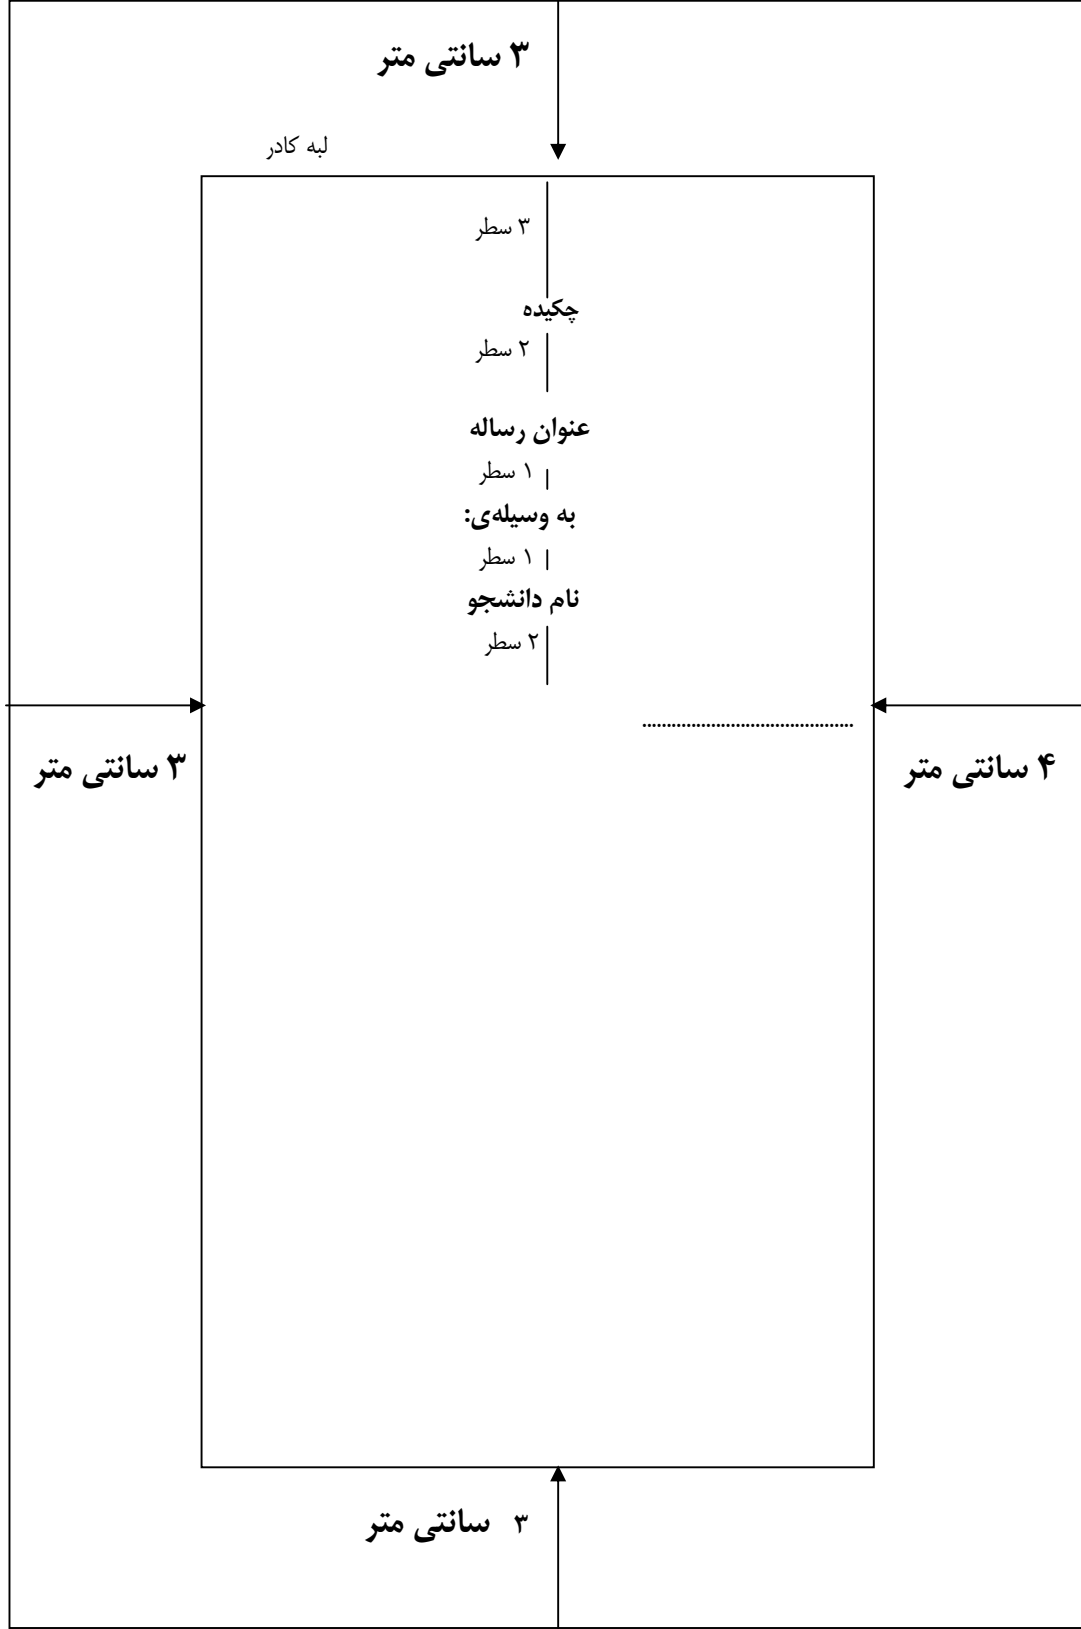 ۳ سانتی متر
لبه کادر
۳ سطر
چکیده
۲ سطر
عنوان رساله
۱ سطر
به وسیله‌ی:
۱ سطر
نام دانشجو
۲ سطر
...........................................
۴ سانتی متر
۳ سانتی متر
۳ سانتی متر